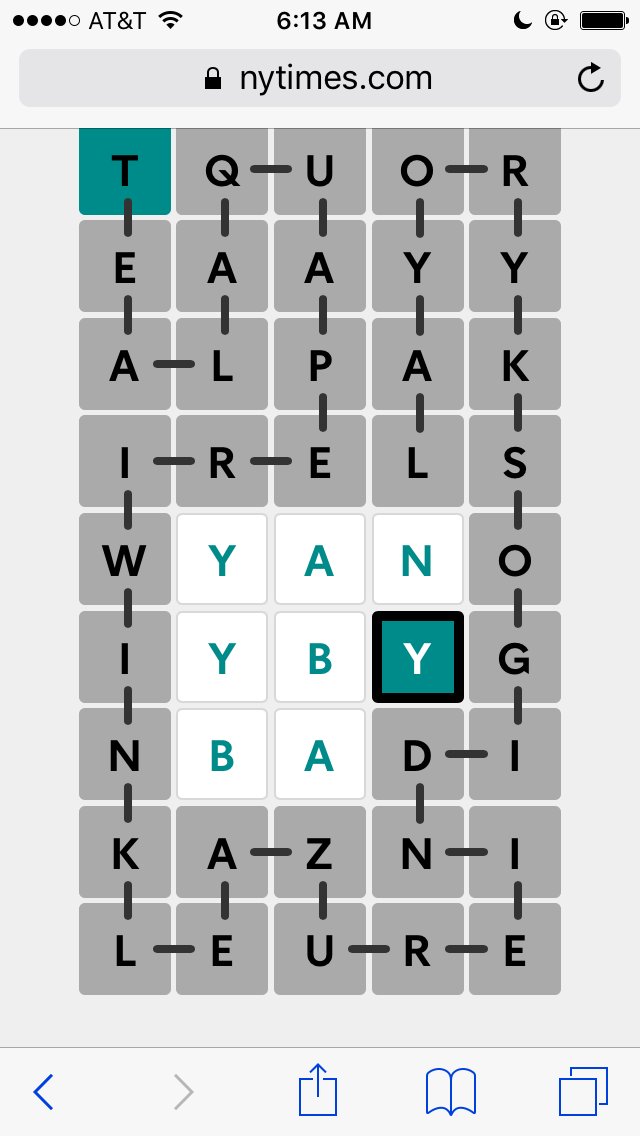 AT&T 6:13 AM
nytimes.com
T Q U O R
E A A Y Y
A L P A K
I R E L S
W Y A N O
I Y B Y G
N B A D I
K A Z N I
L E U R E